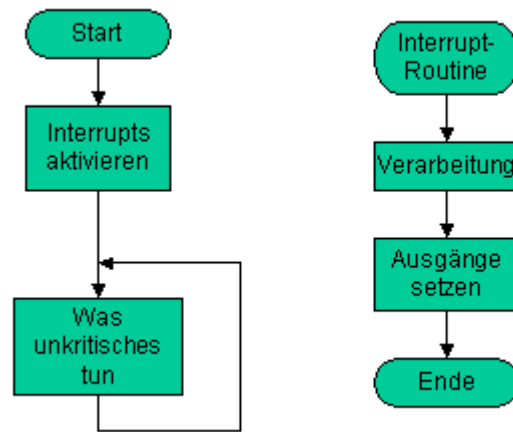 Start
Interrupts
aktivieren
Was
unkritisches
tun
Interrupt-
Routine
Verarbeitung
Ausgänge
setzen
Ende